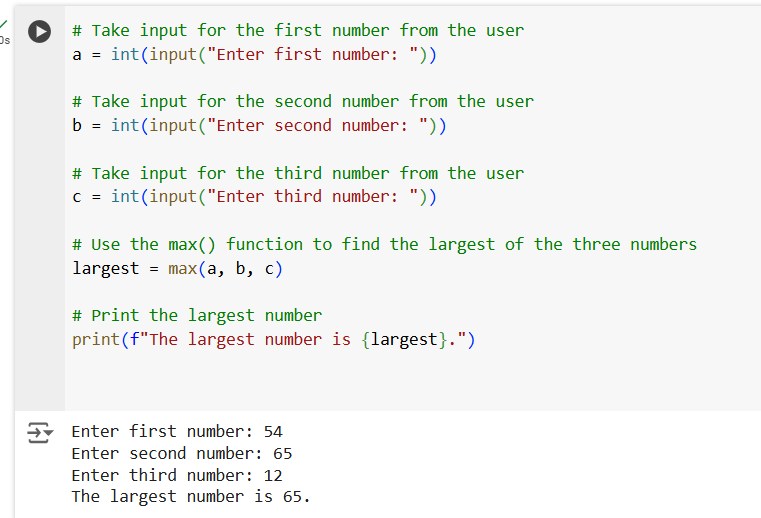 # Take input for the first number from the user
a = int(input("Enter first number: "))
# Take input for the second number from the user
b = int(input("Enter second number: "))
# Take input for the third number from the user
c = int(input("Enter third number: "))
# Use the max() function to find the largest of the three numbers
largest = max(a, b, c)
# Print the largest number
print(f"The largest number is {largest}.")
Enter first number: 54
Enter second number: 65
Enter third number: 12
The largest number is 65.